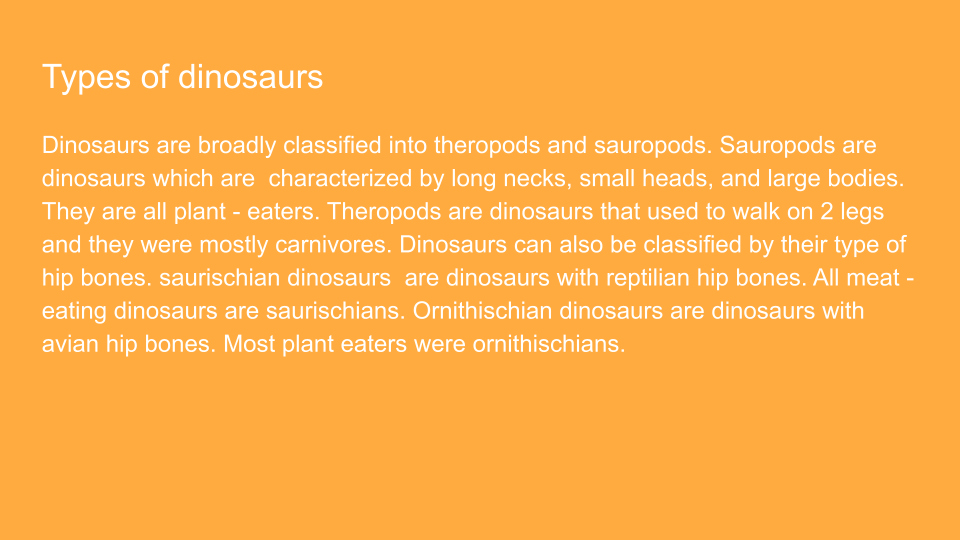 Types of dinosaurs
Dinosaurs are broadly classified into theropods and sauropods. Sauropods are
dinosaurs which are  characterized by long necks, small heads, and large bodies.
They are all plant - eaters. Theropods are dinosaurs that used to walk on 2 legs
and they were mostly carnivores. Dinosaurs can also be classified by their type of
hip bones. saurischian dinosaurs  are dinosaurs with reptilian hip bones. All meat -
eating dinosaurs are saurischians. Ornithischian dinosaurs are dinosaurs with
avian hip bones. Most plant eaters were ornithischians.